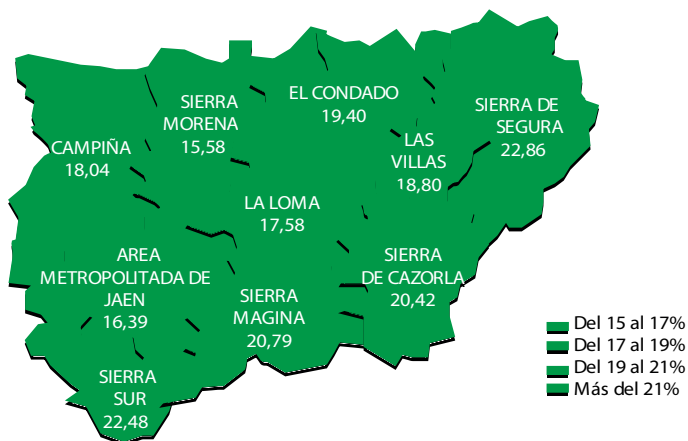 EL CONDADO
19,40
SIERRA
MORENA
15,58
SIERRA DE
SEGURA
22,86
CAMPIÑA
18,04
LAS
VILLAS
18,80
LA LOMA
17,58
AREA
METROPOLITADA DE
JAEN
16,39
SIERRA
DE CAZORLA
20,42
SIERRA
MAGINA
20,79
SIERRA
SUR
22,48
Del 15 al 17%
Del 17 al 19%
Del 19 al 21%
Más del 21%